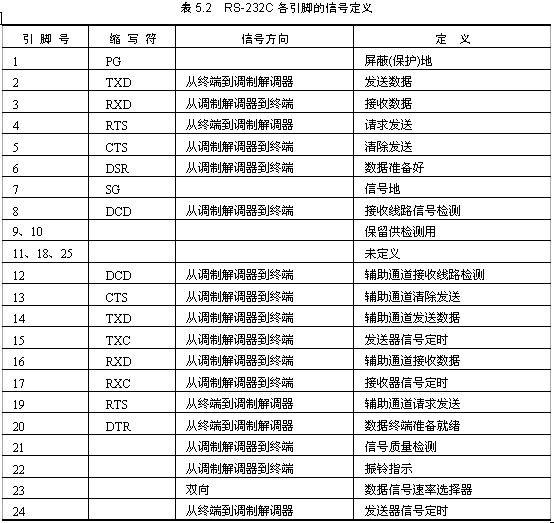 表 5.2 RS-232C 各引脚的信号定义
引 脚 号 缩 写 符 信号方向 定 义
1 PG 屏蔽(保护)地
2 TXD 从终端到调制解调器 发送数据
3 RXD 从调制解调器到终端 接收数据
4 RTS 从终端到调制解调器 请求发送
5 CTS 从调制解调器到终端 清除发送
6 DSR 从调制解调器到终端 数据准备好
7 SG 信号地
8 DCD 从调制解调器到终端 接收线路信号检测
9、10 保留供检测用
11、18、25 未定义
12 DCD 从调制解调器到终端 辅助通道接收线路检测
13 CTS 从调制解调器到终端 辅助通道清除发送
14 TXD 从调制解调器到终端 辅助通道发送数据
15 TXC 从调制解调器到终端 发送器信号定时
16 RXD 从调制解调器到终端 辅助通道接收数据
17 RXC 从调制解调器到终端 接收器信号定时
19 RTS 从终端到调制解调器 辅助通道请求发送
20 DTR 从终端到调制解调器 数据终端准备就绪
21 从调制解调器到终端 信号质量检测
22 从调制解调器到终端 振铃指示
23 双向 数据信号速率选择器
24 从终端到调制解调器 发送器信号定时